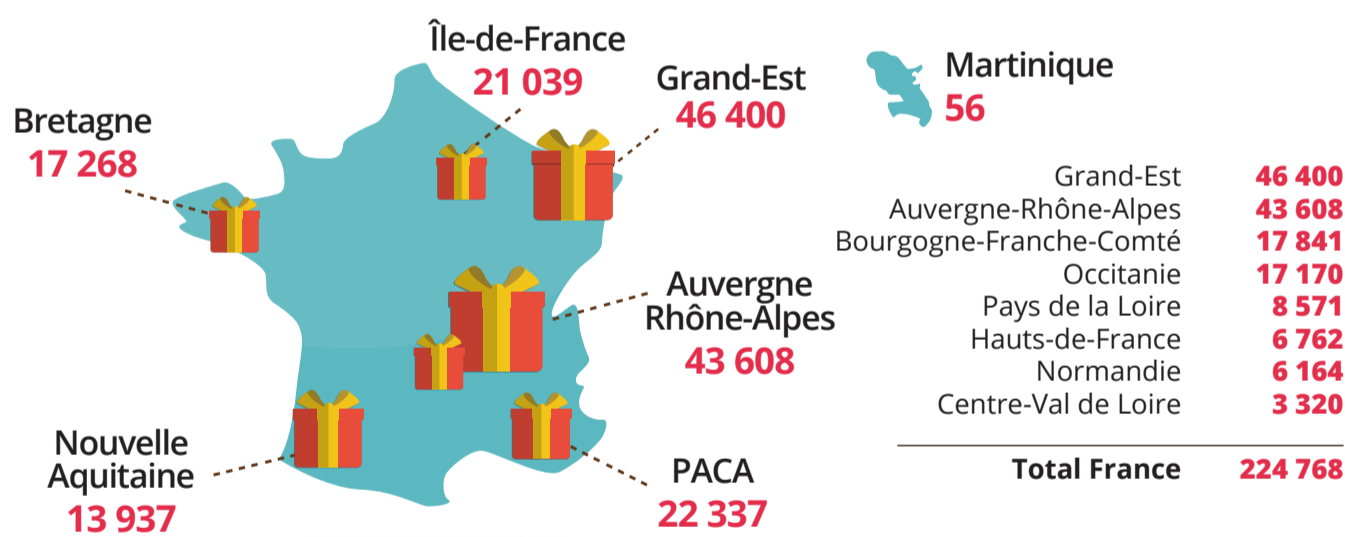 Île-de-France
21 039
Grand-Est
46 400
Bretagne
17 268
Auvergne
Rhône-Alpes
43 608
Nouvelle
Aquitaine
13 937
PACA
22 337
Martinique
56
Grand-Est 46 400
Auvergne-Rhône-Alpes 43 608
Bourgogne-Franche-Comté 17 841
Occitanie 17 170
Pays de la Loire 8 571
Hauts-de-France 6 762
Normandie 6 164
Centre-Val de Loire 3 320
Total France 224 768